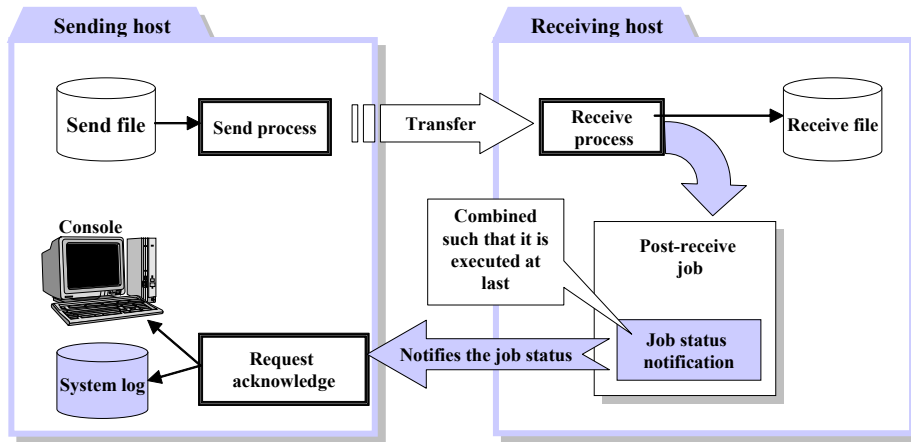 Sending host
Receiving host
Send file
Send process
Transfer
Receive
process
Receive file
Console
Combined
such that it is
executed at
last
Post-receive
job
Request
acknowledge
Notifies the job status
Job status
notification
System log